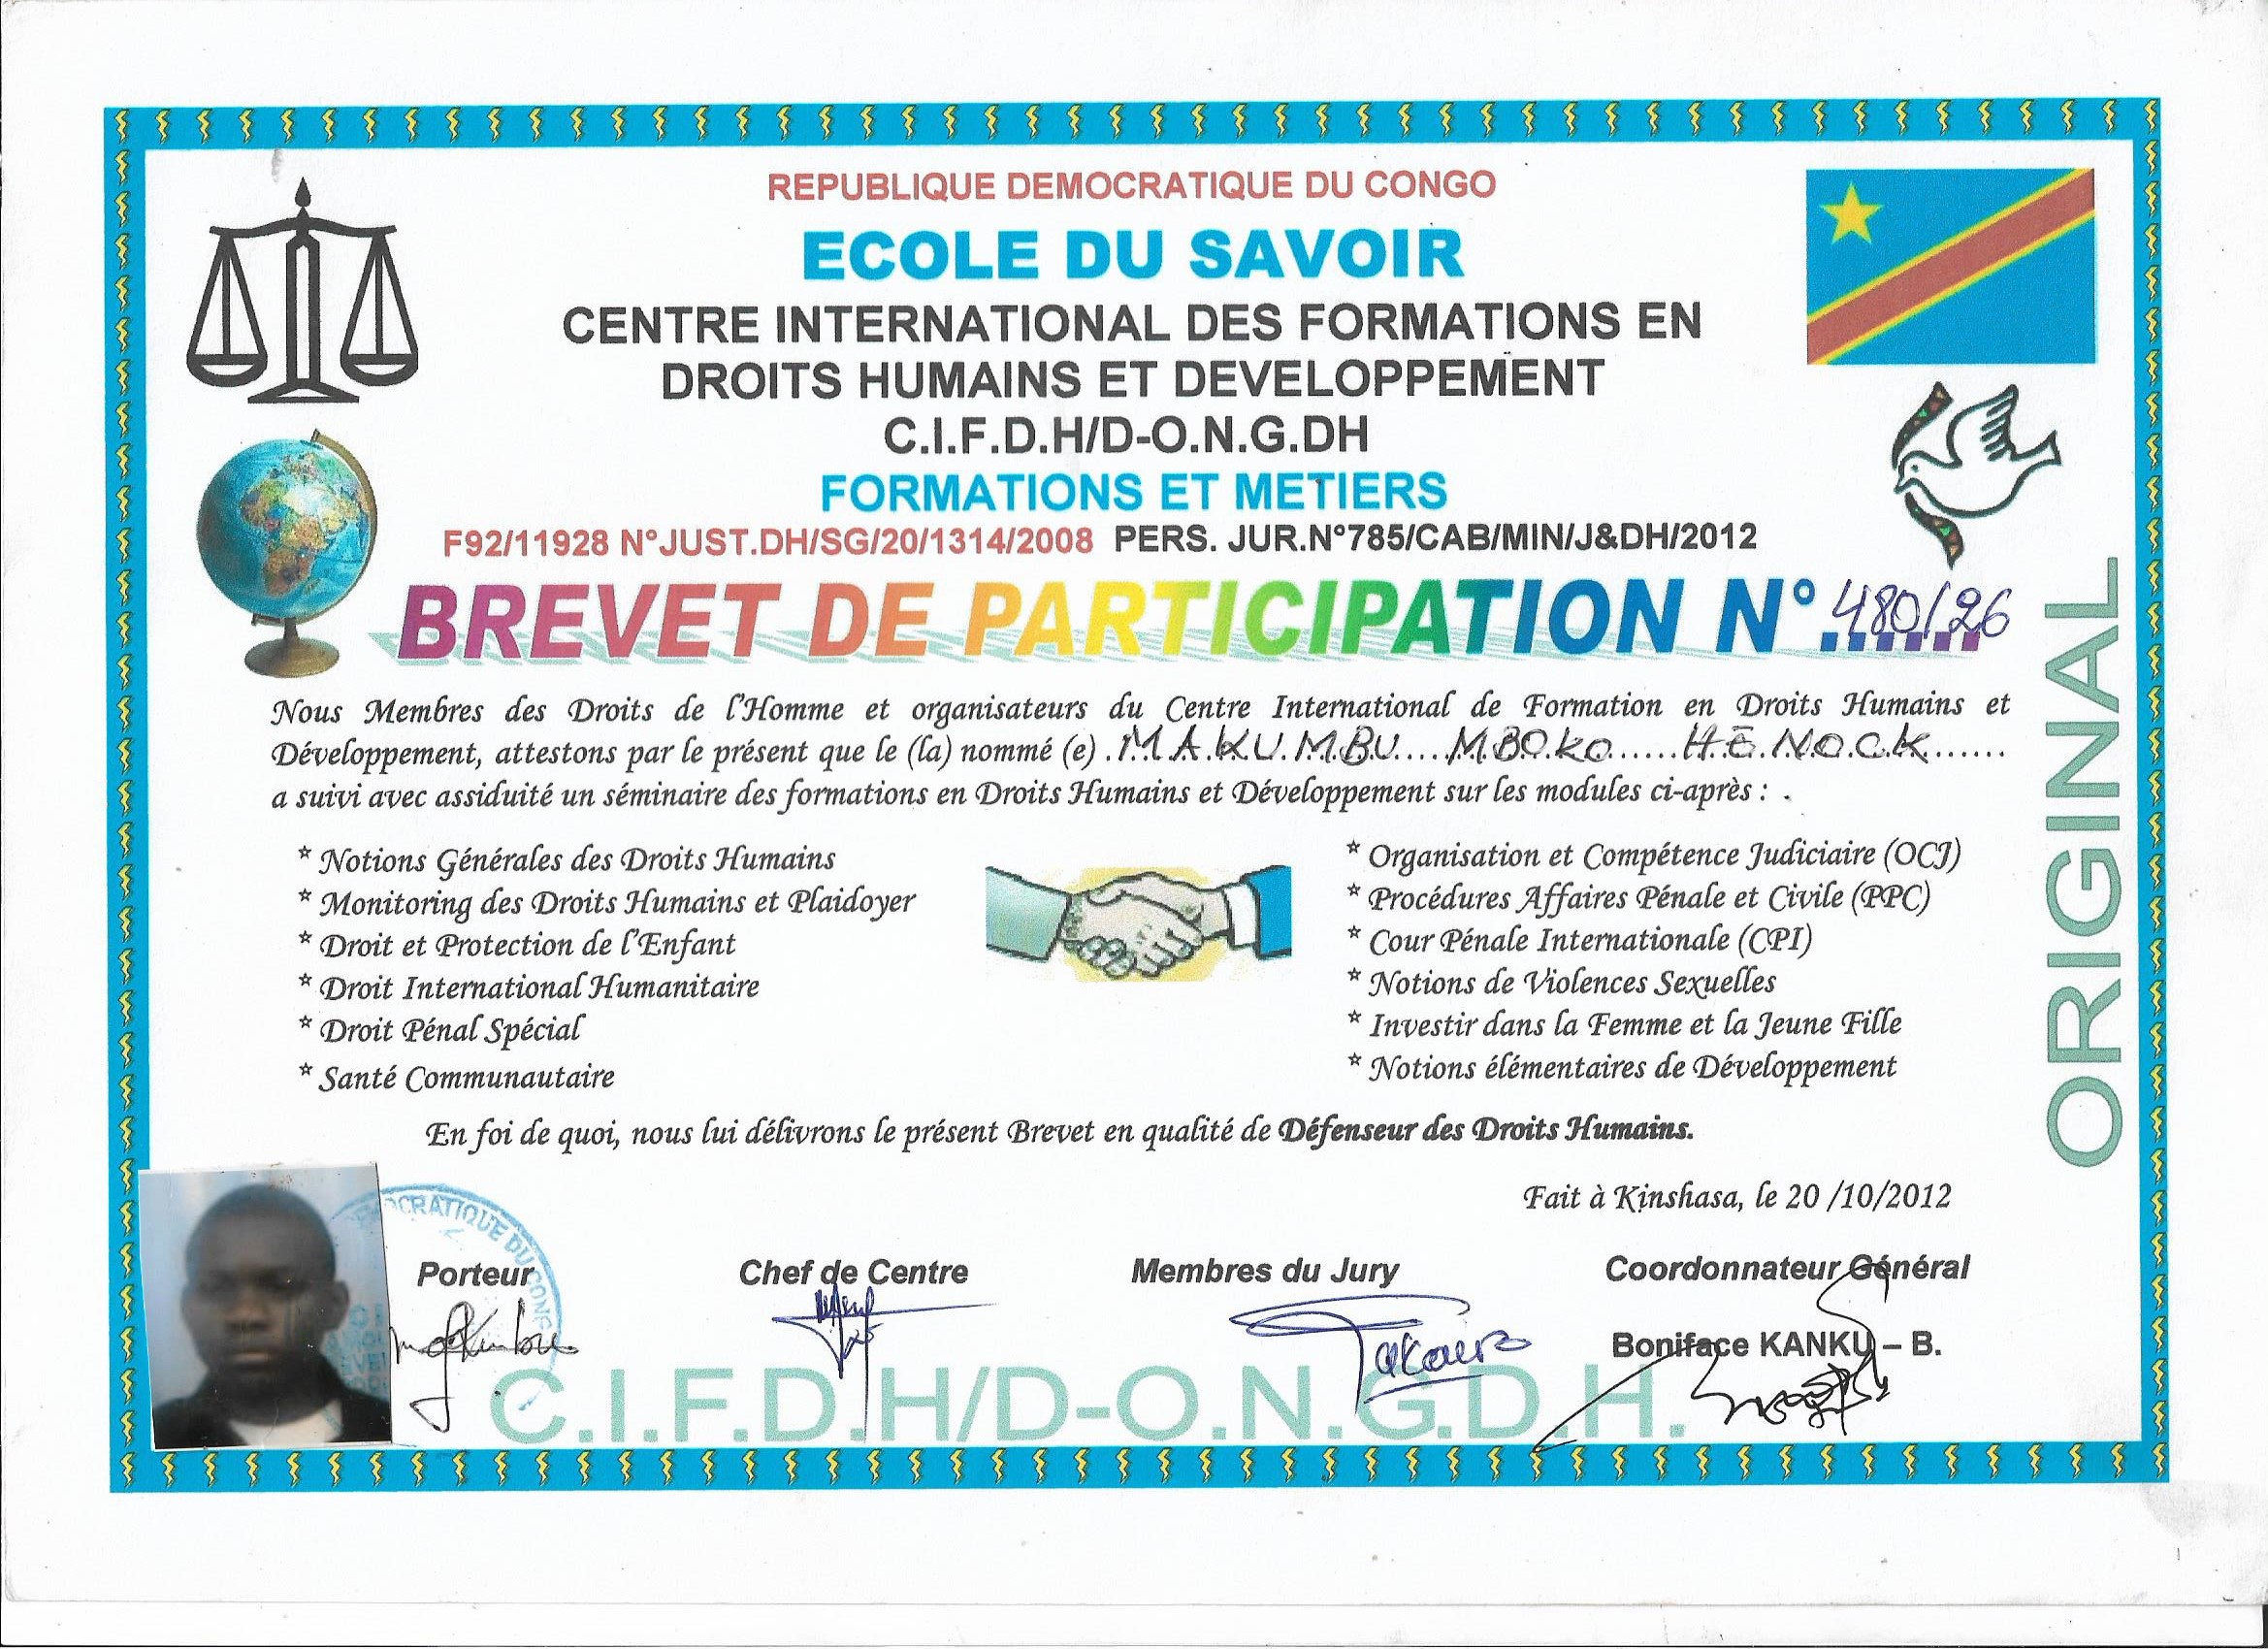 REPUBLIQUE DEMOCRATIQUE DU CONGO
ECOLE DU SAVOIR
CENTRE INTERNATIONAL DES FORMATIONS EN
DROITS HUMAINS ET DEVELOPPEMENT
C.I.F.D.H/D-O.N.G.DH
FORMATIONS ET METIERS
F92/11928 N°JUST.DH/SG/20/1314/2008 PERS. JUR.N°785/CAB/MIN/J&DH/2012
BREVET DE PARTICIPATION N° 480/26
ORIGINAL
Nous Membres des Droits de l'Homme et organisateurs du Centre International de Formation en Droits Humains et
Développement, attestons par le présent que le (la) nommé (e) MAKUMBU MBOKO HENOCK
a suivi avec assiduité un séminaire des formations en Droits Humains et Développement sur les modules ci-après : .
* Notions Générales des Droits Humains
* Monitoring des Droits Humains et Plaidoyer
* Droit et Protection de l'Enfant
* Droit International Humanitaire
* Droit Pénal Spécial
* Santé Communautaire
* Organisation et Compétence Judiciaire (OCJ)
* Procédures Affaires Pénale et Civile (PPC)
* Cour Pénale Internationale (CPI)
* Notions de Violences Sexuelles
* Investir dans la Femme et la Jeune Fille
* Notions élémentaires de Développement
En foi de quoi, nous lui délivrons le présent Brevet en qualité de Défenseur des Droits Humains.
Fait à Kinshasa, le 20 /10/2012
OCRATIQUE DU CONG
Porteur
Chef de Centre
Membres du Jury
Coordonnateur Général
Boniface KANKU – B.
C.I.F.D.H/D-O.N.G.D.H.